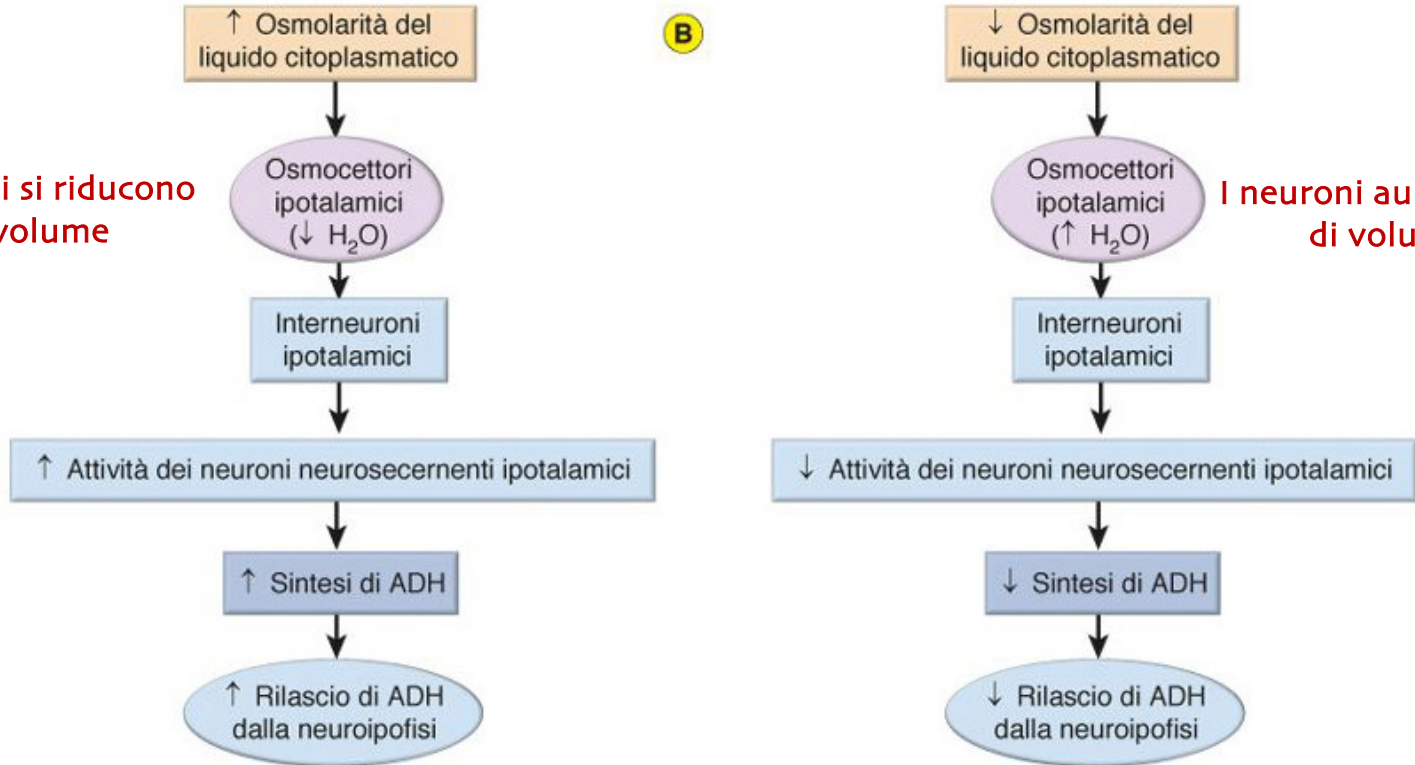 ↑ Osmolarità del
liquido citoplasmatico
si riducono
volume
Osmocettori
ipotalamici
(↓ H₂O)
Interneuroni
ipotalamici
↑ Attività dei neuroni neurosecernenti ipotalamici
↑ Sintesi di ADH
↑ Rilascio di ADH
dalla neuroipofisi
B
↓ Osmolarità del
liquido citoplasmatico
Osmocettori
ipotalamici
(↑ H₂O)
I neuroni au
di volu
Interneuroni
ipotalamici
↓ Attività dei neuroni neurosecernenti ipotalamici
↓ Sintesi di ADH
↓ Rilascio di ADH
dalla neuroipofisi